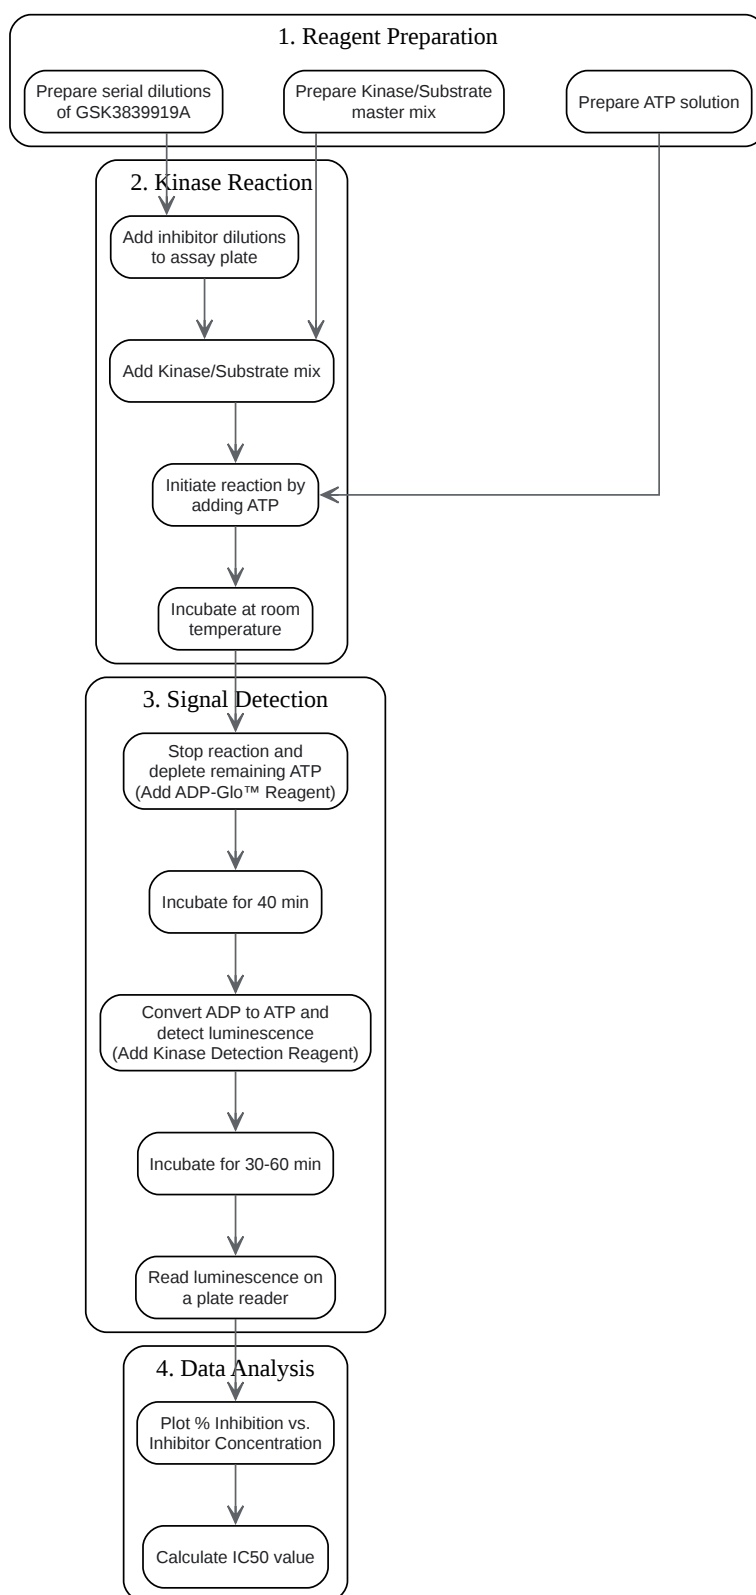 1. Reagent Preparation
Prepare serial dilutions
of GSK3839919A
Prepare Kinase/Substrate
master mix
Prepare ATP solution
2. Kinase Reaction
Add inhibitor dilutions
to assay plate
Add Kinase/Substrate mix
Initiate reaction by
adding ATP
Incubate at room
temperature
3. Signal Detection
Stop reaction and
deplete remaining ATP
(Add ADP-Glo™ Reagent)
Incubate for 40 min
Convert ADP to ATP and
detect luminescence
(Add Kinase Detection Reagent)
Incubate for 30-60 min
Read luminescence on
a plate reader
4. Data Analysis
Plot % Inhibition vs.
Inhibitor Concentration
Calculate IC50 value